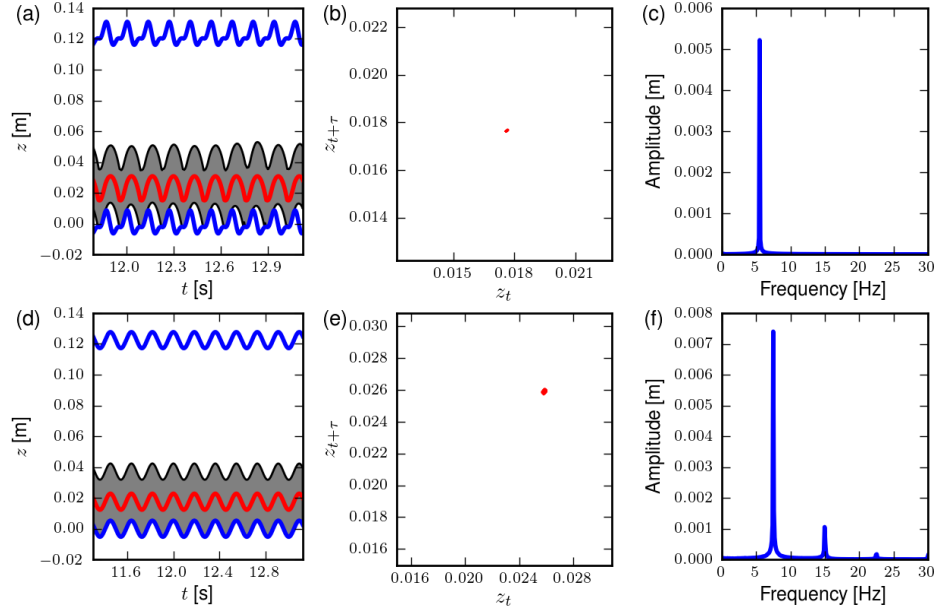 (a)
0.14
0.12
0.10
0.08
0.06
0.04
0.02
0.00
−0.02
z [m]
12.0 12.3 12.6 12.9
t [s]
(b)
0.022
0.020
0.018
0.016
0.014
z_{t+τ}
0.015 0.018 0.021
z_t
(c)
0.006
0.005
0.004
0.003
0.002
0.001
0.000
Amplitude [m]
0 5 10 15 20 25 30
Frequency [Hz]
(d)
0.14
0.12
0.10
0.08
0.06
0.04
0.02
0.00
−0.02
z [m]
11.6 12.0 12.4 12.8
t [s]
(e)
0.030
0.028
0.026
0.024
0.022
0.020
0.018
0.016
z_{t+τ}
0.016 0.020 0.024 0.028
z_t
(f)
0.008
0.007
0.006
0.005
0.004
0.003
0.002
0.001
0.000
Amplitude [m]
0 5 10 15 20 25 30
Frequency [Hz]